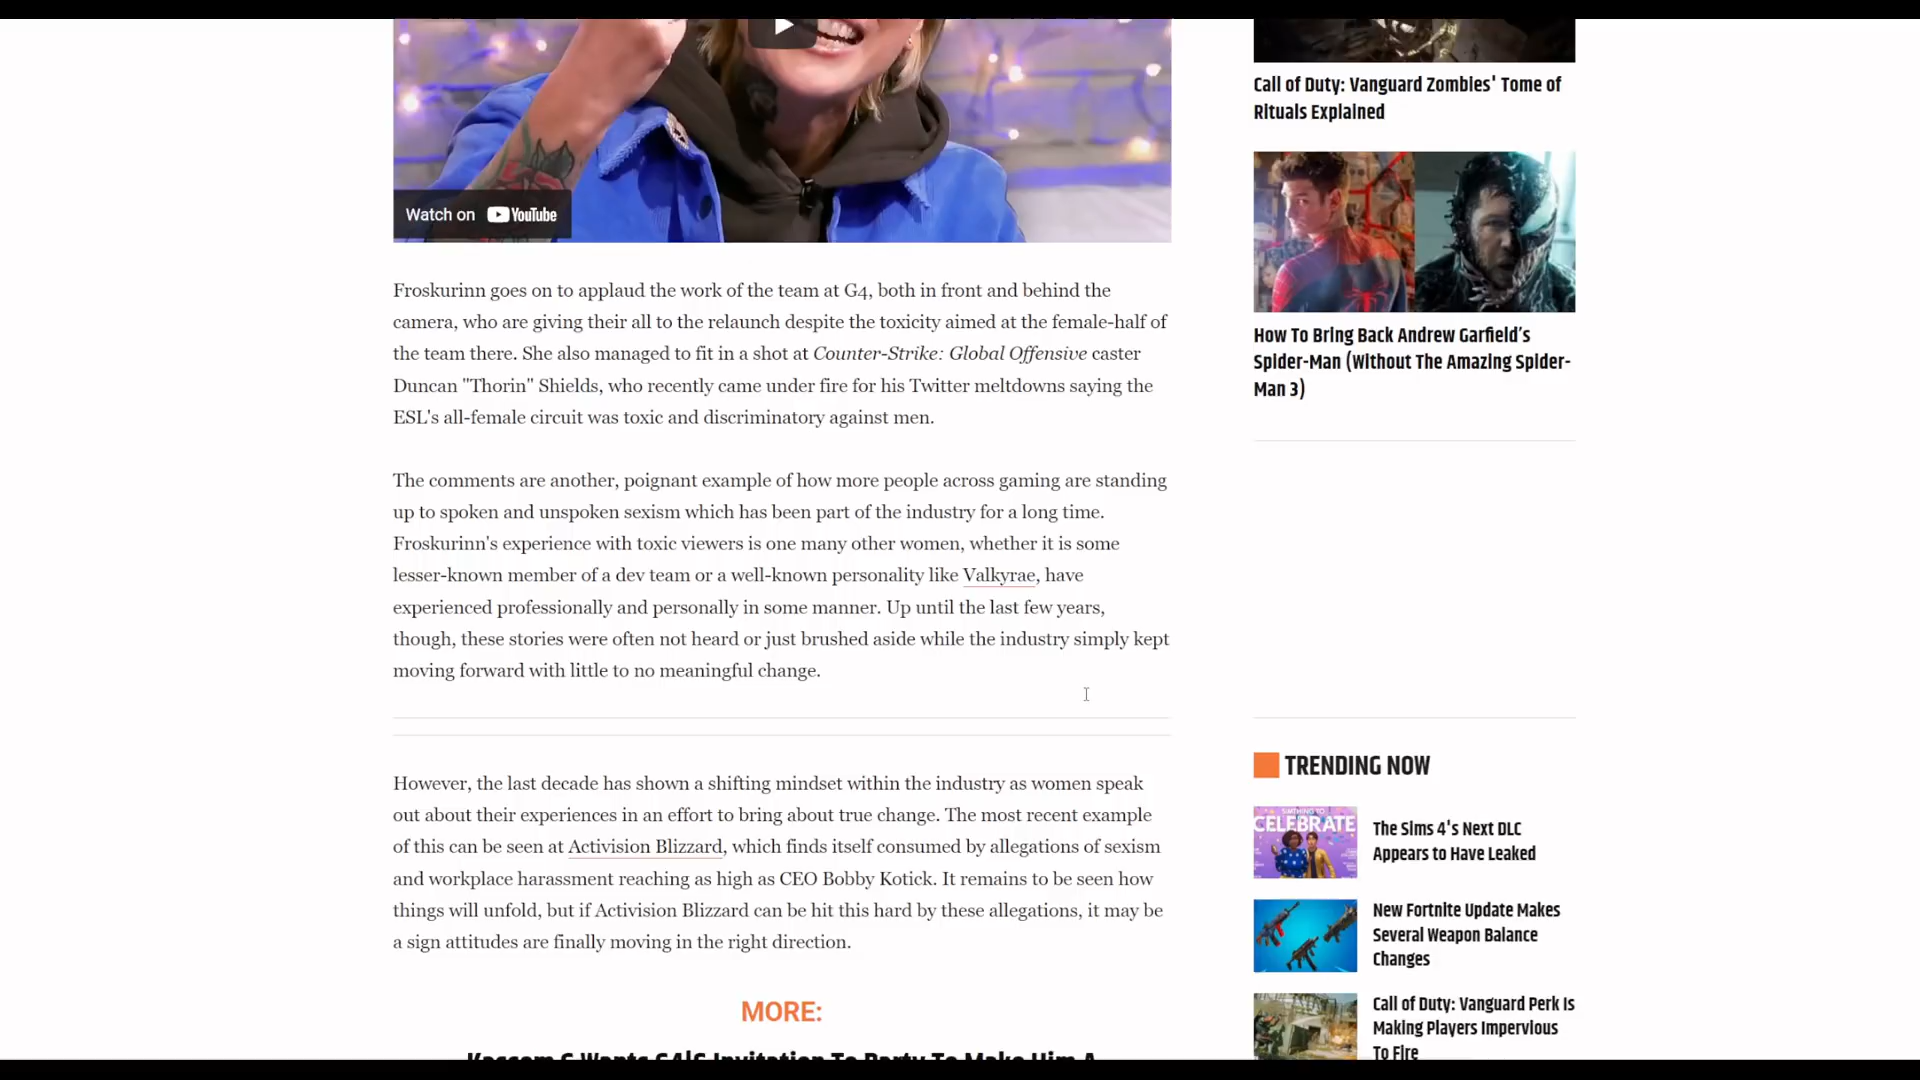 Watch on YouTube
Froskurinn goes on to applaud the work of the team at G4, both in front and behind the
camera, who are giving their all to the relaunch despite the toxicity aimed at the female-half of
the team there. She also managed to fit in a shot at Counter-Strike: Global Offensive caster
Duncan "Thorin" Shields, who recently came under fire for his Twitter meltdowns saying the
ESL's all-female circuit was toxic and discriminatory against men.
The comments are another, poignant example of how more people across gaming are standing
up to spoken and unspoken sexism which has been part of the industry for a long time.
Froskurinn's experience with toxic viewers is one many other women, whether it is some
lesser-known member of a dev team or a well-known personality like Valkyrae, have
experienced professionally and personally in some manner. Up until the last few years,
though, these stories were often not heard or just brushed aside while the industry simply kept
moving forward with little to no meaningful change.
However, the last decade has shown a shifting mindset within the industry as women speak
out about their experiences in an effort to bring about true change. The most recent example
of this can be seen at Activision Blizzard, which finds itself consumed by allegations of sexism
and workplace harassment reaching as high as CEO Bobby Kotick. It remains to be seen how
things will unfold, but if Activision Blizzard can be hit this hard by these allegations, it may be
a sign attitudes are finally moving in the right direction.
MORE:
Kassem G Wants G4|G Invitation To Party To Make Him A
Call of Duty: Vanguard Zombies' Tome of
Rituals Explained
How To Bring Back Andrew Garfield's
Spider-Man (Without The Amazing Spider-
Man 3)
TRENDING NOW
CELEBRATE
The Sims 4's Next DLC
Appears to Have Leaked
New Fortnite Update Makes
Several Weapon Balance
Changes
Call of Duty: Vanguard Perk Is
Making Players Impervious
To Fire